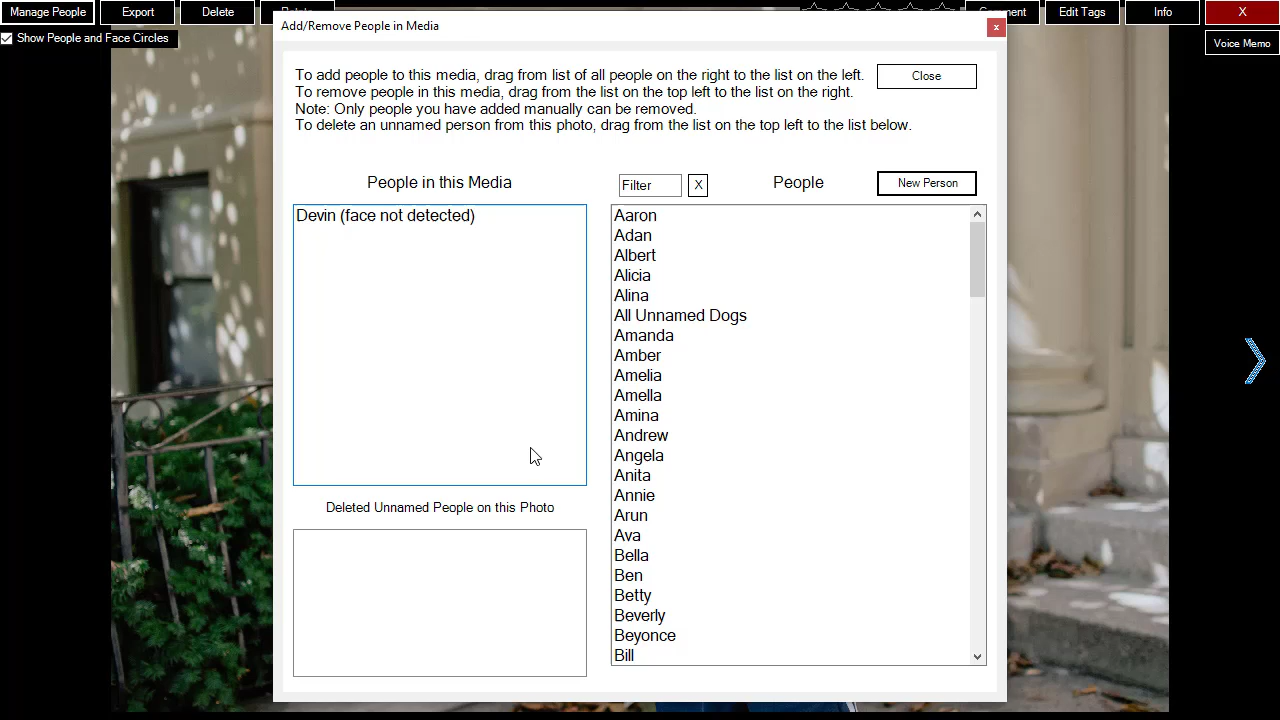 Manage People
Export
Delete
Edit Tags
Info
X
Show People and Face Circles
Voice Memo
Add/Remove People in Media
x
To add people to this media, drag from list of all people on the right to the list on the left.
To remove people in this media, drag from the list on the top left to the list on the right.
Note: Only people you have added manually can be removed.
To delete an unnamed person from this photo, drag from the list on the top left to the list below.
Close
People in this Media
Filter
X
People
New Person
Devin (face not detected)
Deleted Unnamed People on this Photo
Aaron
Adan
Albert
Alicia
Alina
All Unnamed Dogs
Amanda
Amber
Amelia
Amella
Amina
Andrew
Angela
Anita
Annie
Arun
Ava
Bella
Ben
Betty
Beverly
Beyonce
Bill